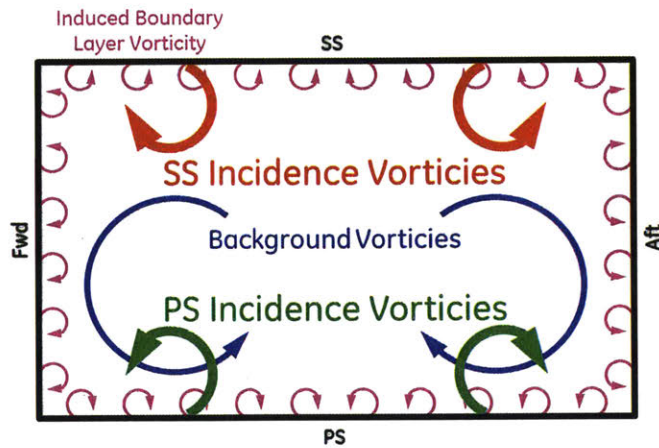 Induced Boundary
Layer Vorticity
SS
SS Incidence Vorticies
Fwd
Background Vorticies
Aft
PS Incidence Vorticies
PS